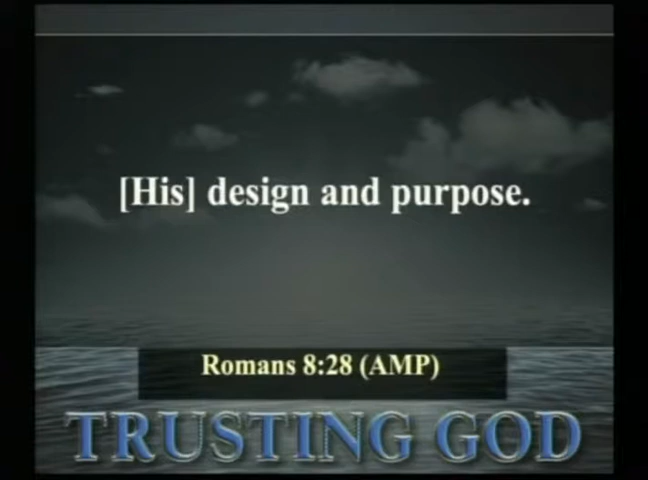 [His] design and purpose.
Romans 8:28 (AMP)
TRUSTING GOD